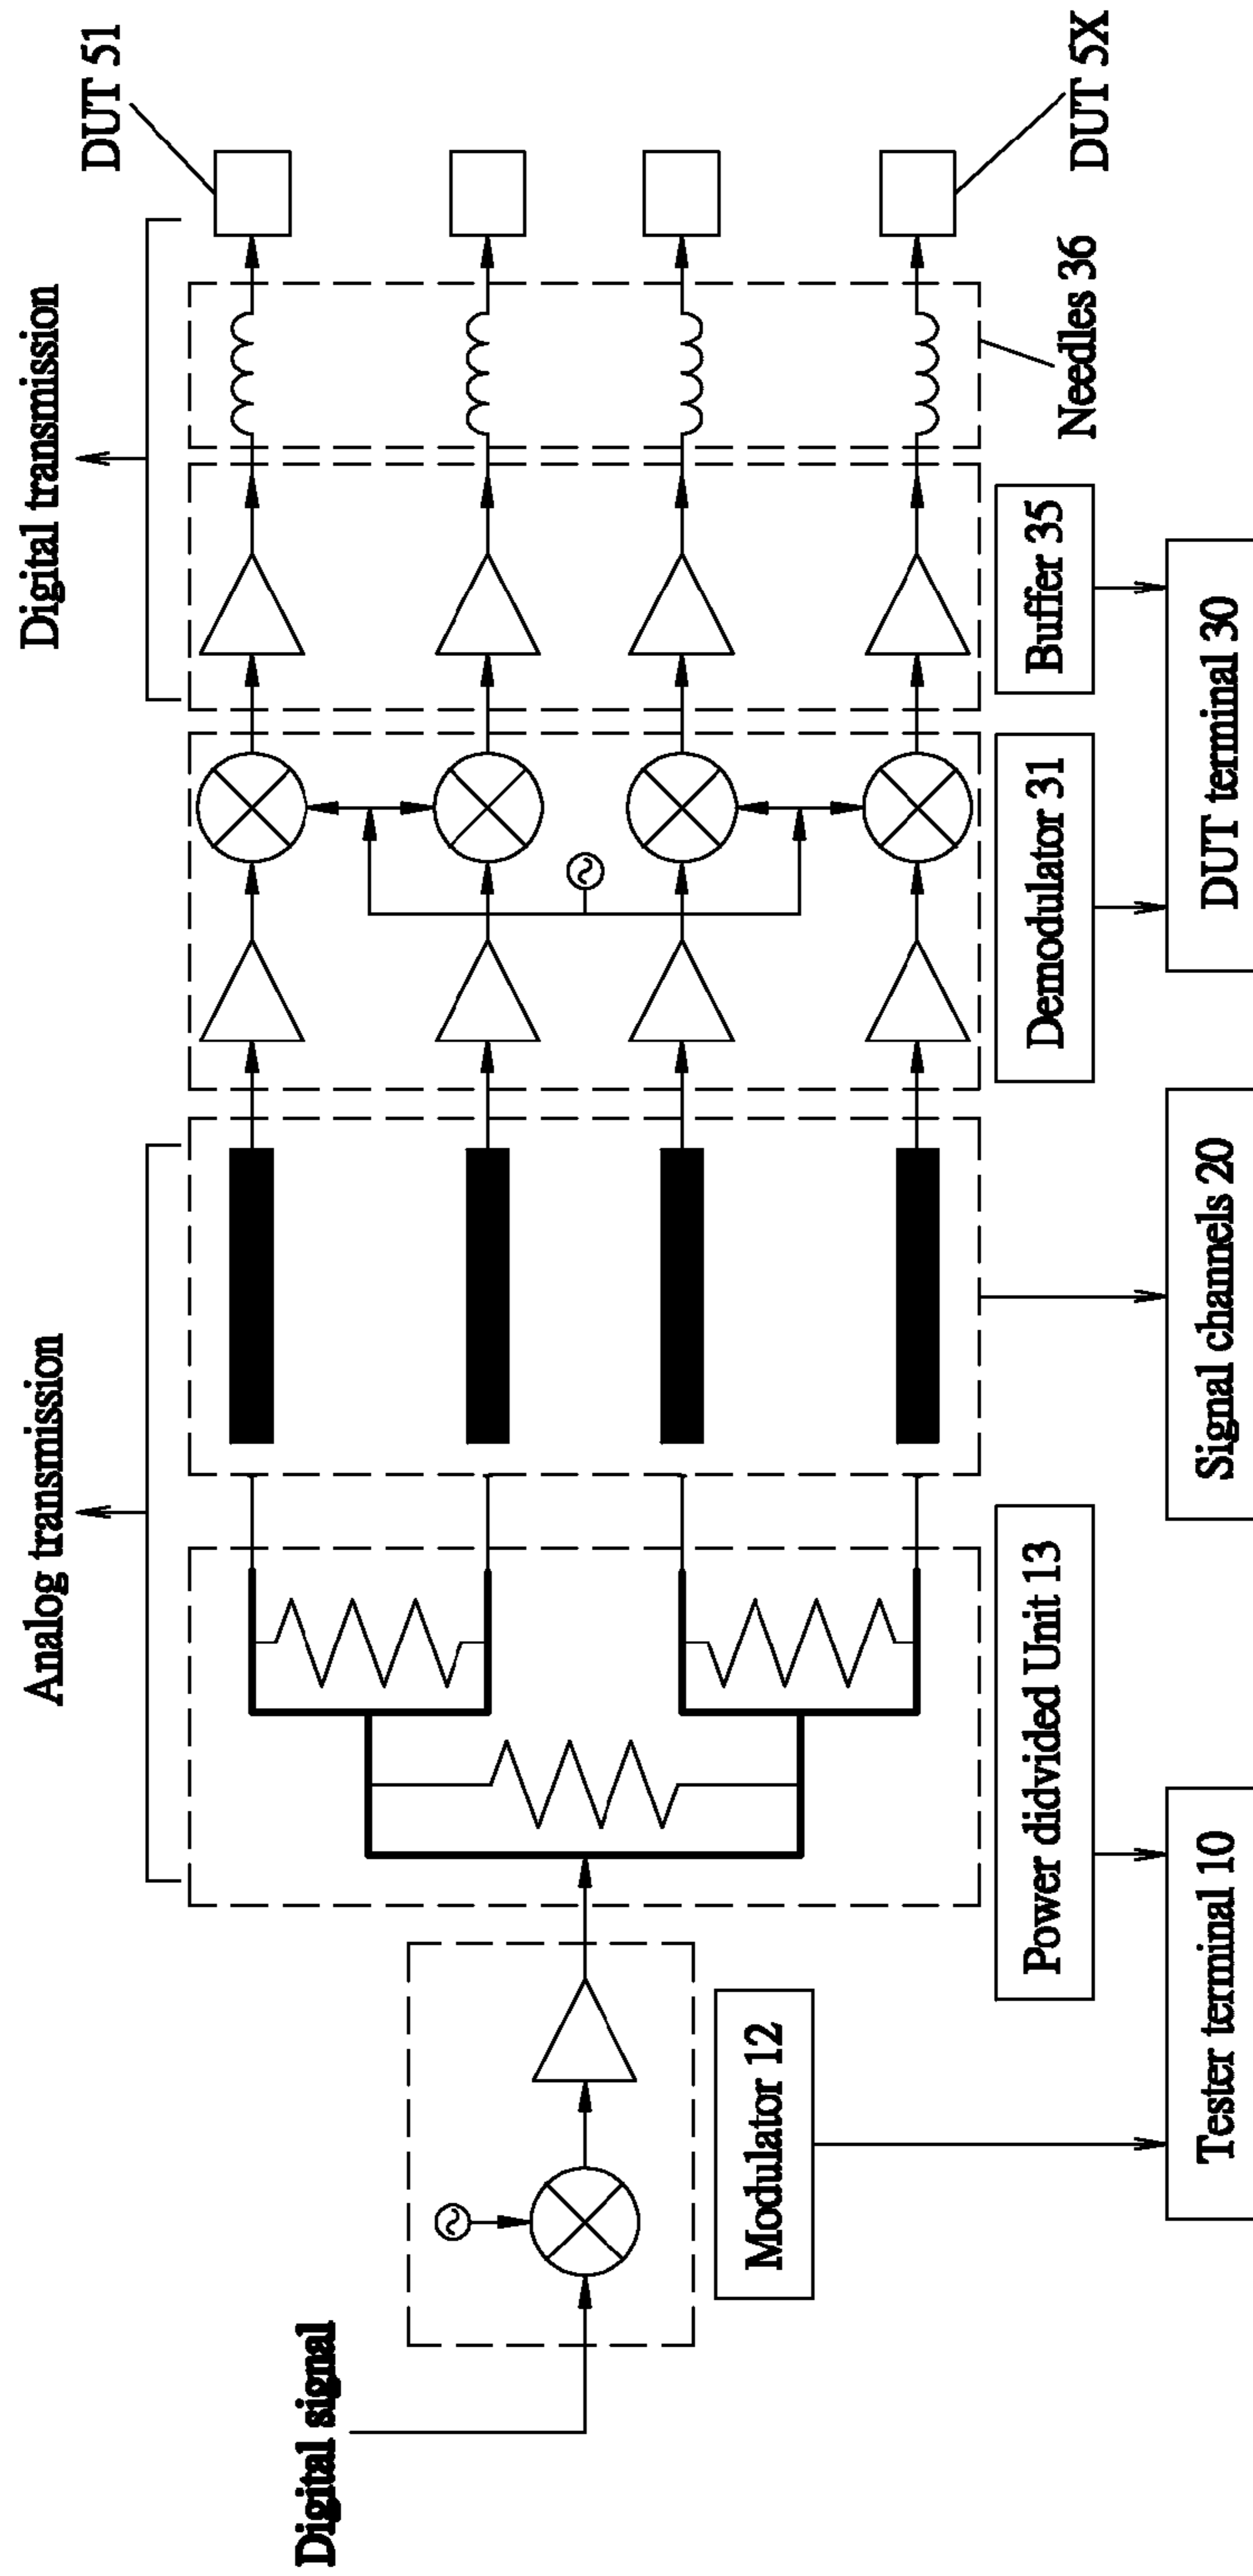 Analog transmission
Digital transmission
DUT 51
Digital signal
Modulator 12
Power didvided Unit 13
Demodulator 31
Buffer 35
Needles 36
DUT 5X
Tester terminal 10
Signal channels 20
DUT terminal 30